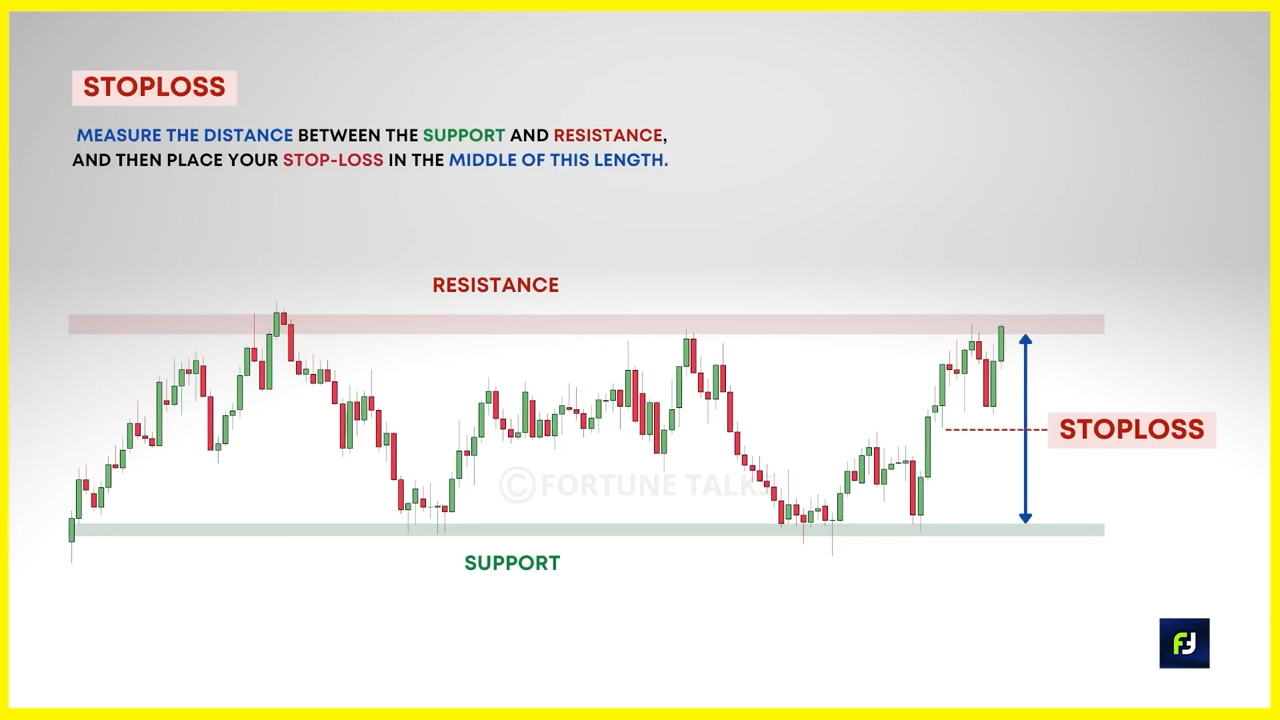 STOPLOSS
MEASURE THE DISTANCE BETWEEN THE SUPPORT AND RESISTANCE,
AND THEN PLACE YOUR STOP-LOSS IN THE MIDDLE OF THIS LENGTH.
RESISTANCE
STOPLOSS
© FORTUNE TALKS
SUPPORT